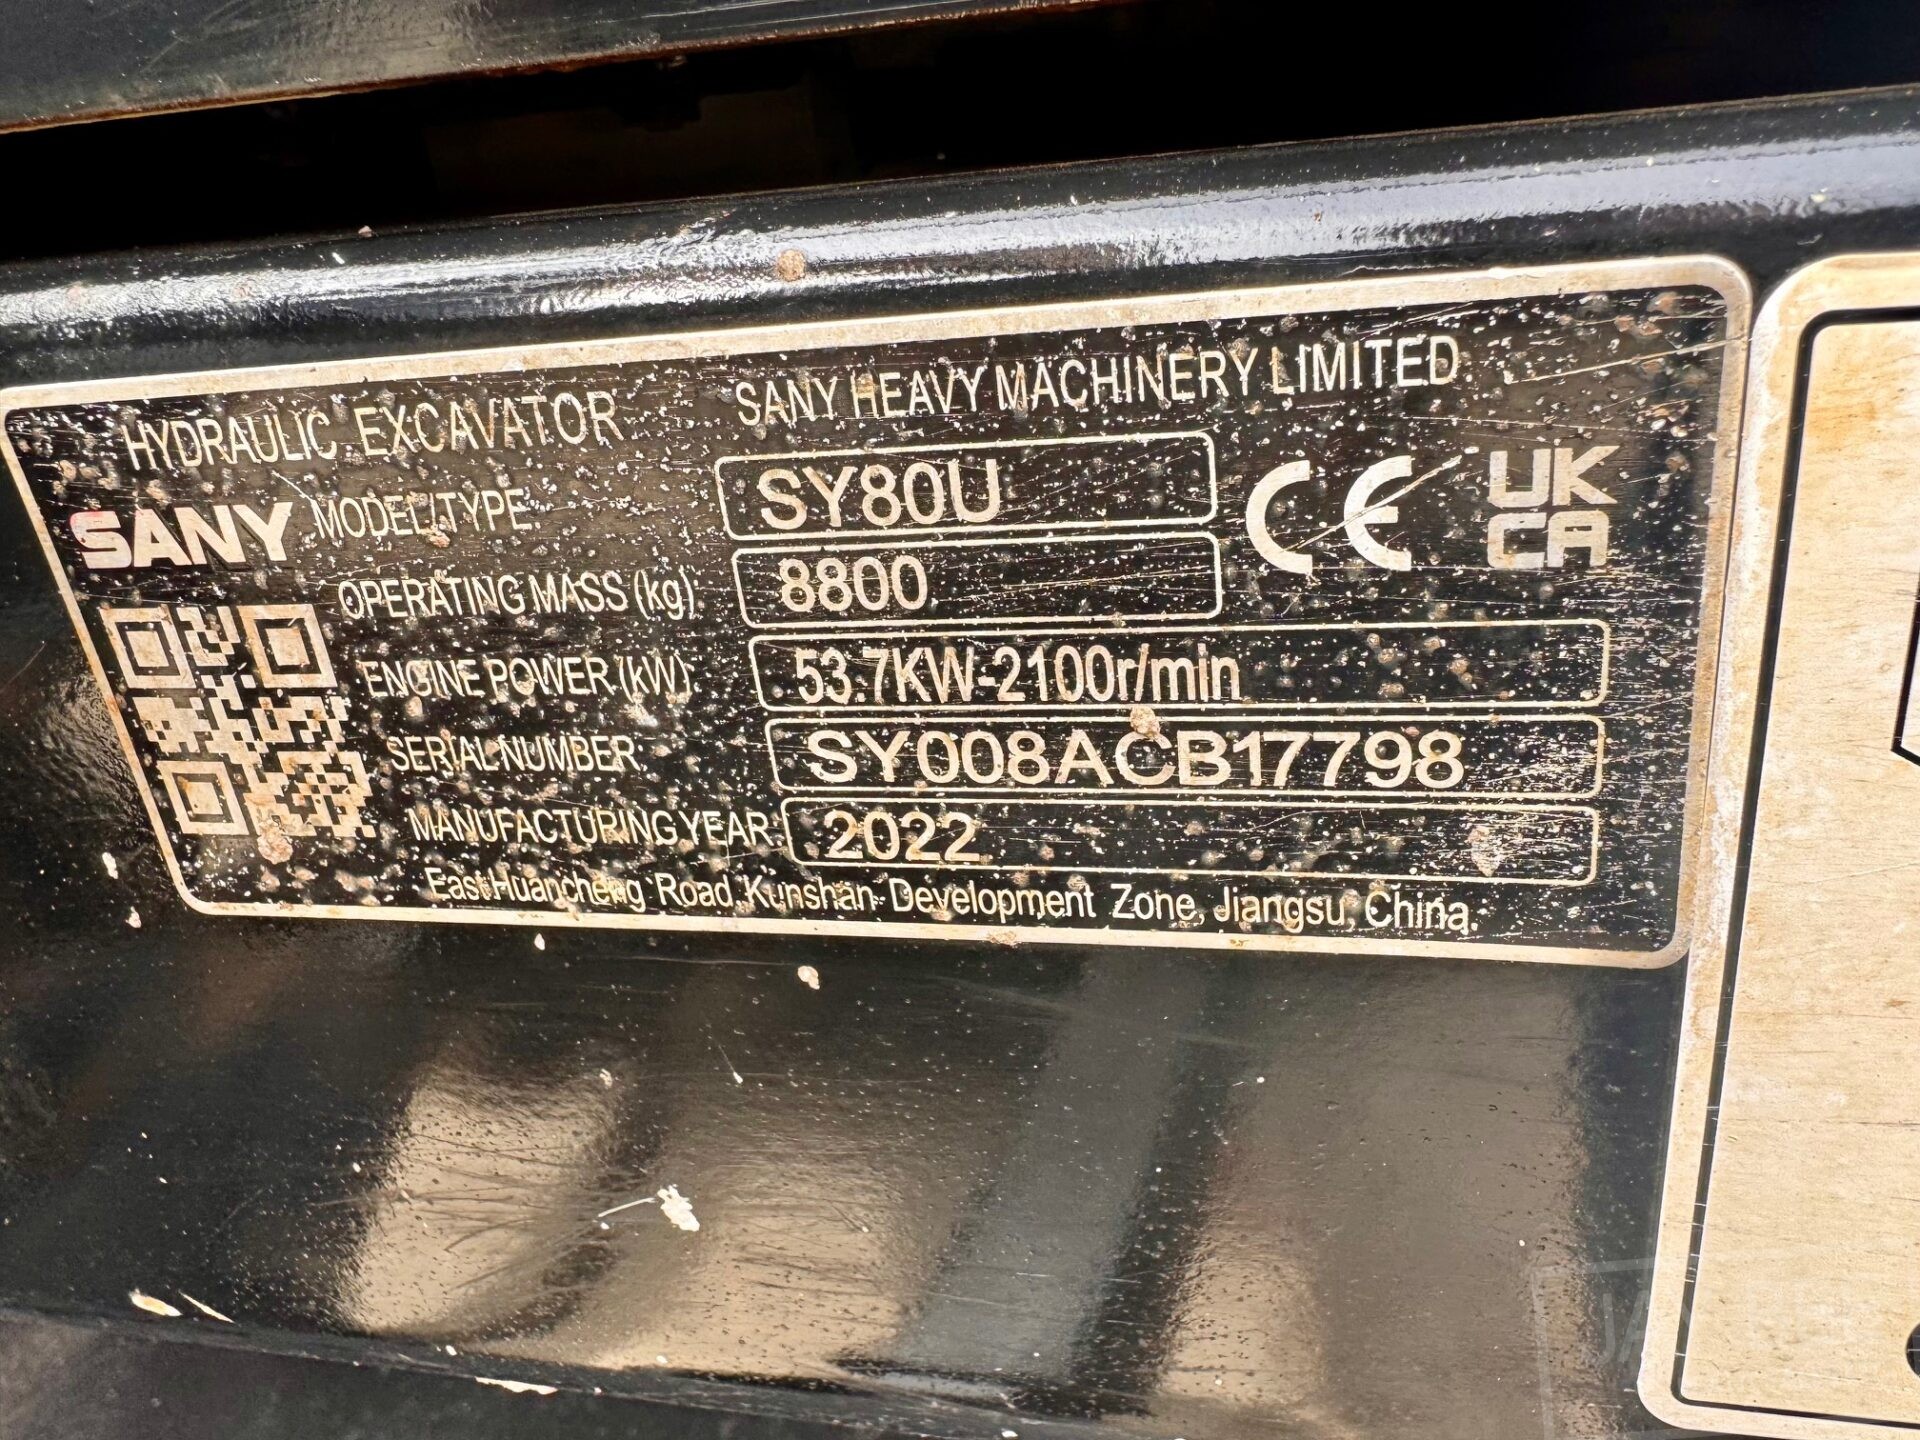 HYDRAULIC EXCAVATOR SANY HEAVY MACHINERY LIMITED
SANY MODEL/TYPE: SY80U CE UK
CA
OPERATING MASS (kg) 8800
ENGINE POWER (kW): 53.7KW-2100r/min
SERIAL NUMBER: SY008ACB17798
MANUFACTURING YEAR: 2022
East Huancheng Road Kunshan Development Zone, Jiangsu, China.